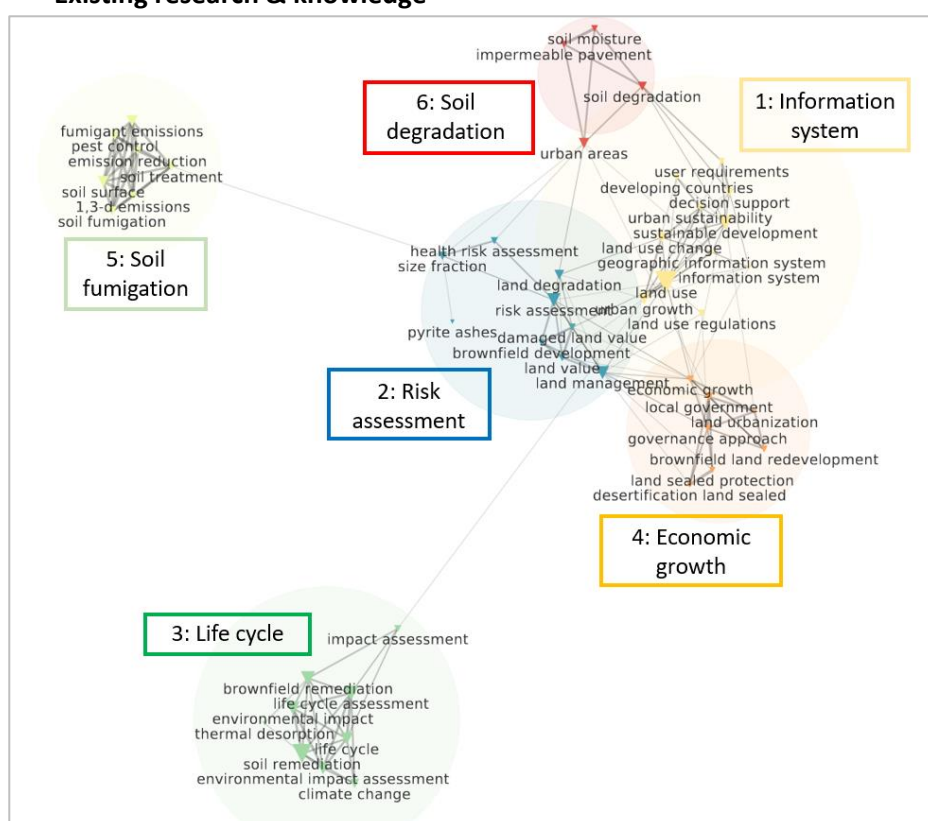 Existing research & knowledge
soil moisture
impermeable pavement
6: Soil
degradation
soil degradation
urban areas
1: Information
system
fumigant emissions
pest control
emission reduction
soil treatment
soil surface
1,3-d emissions
soil fumigation
5: Soil
fumigation
user requirements
developing countries
decision support
urban sustainability
sustainable development
land use change
geographic information system
information system
land use
urban growth
land use regulations
health risk assessment
size fraction
land degradation
risk assessment
pyrite ashes
damaged land value
brownfield development
land value
land management
2: Risk
assessment
economic growth
local government
land urbanization
governance approach
brownfield land redevelopment
land sealed protection
desertification land sealed
4: Economic
growth
3: Life cycle
impact assessment
brownfield remediation
life cycle assessment
environmental impact
thermal desorption
life cycle
soil remediation
environmental impact assessment
climate change